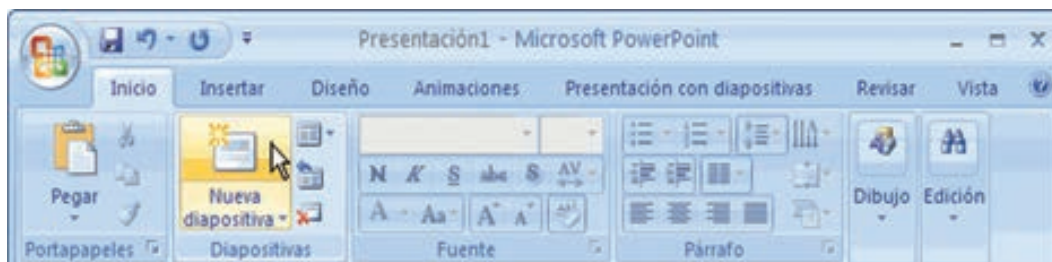 Presentación1 - Microsoft PowerPoint
Inicio Insertar Diseño Animaciones Presentación con diapositivas Revisar Vista
Pegar
Nueva diapositiva
N K S abc S AV
A Aa A A
Dibujo Edición
Portapapeles Diapositivas Fuente Párrafo